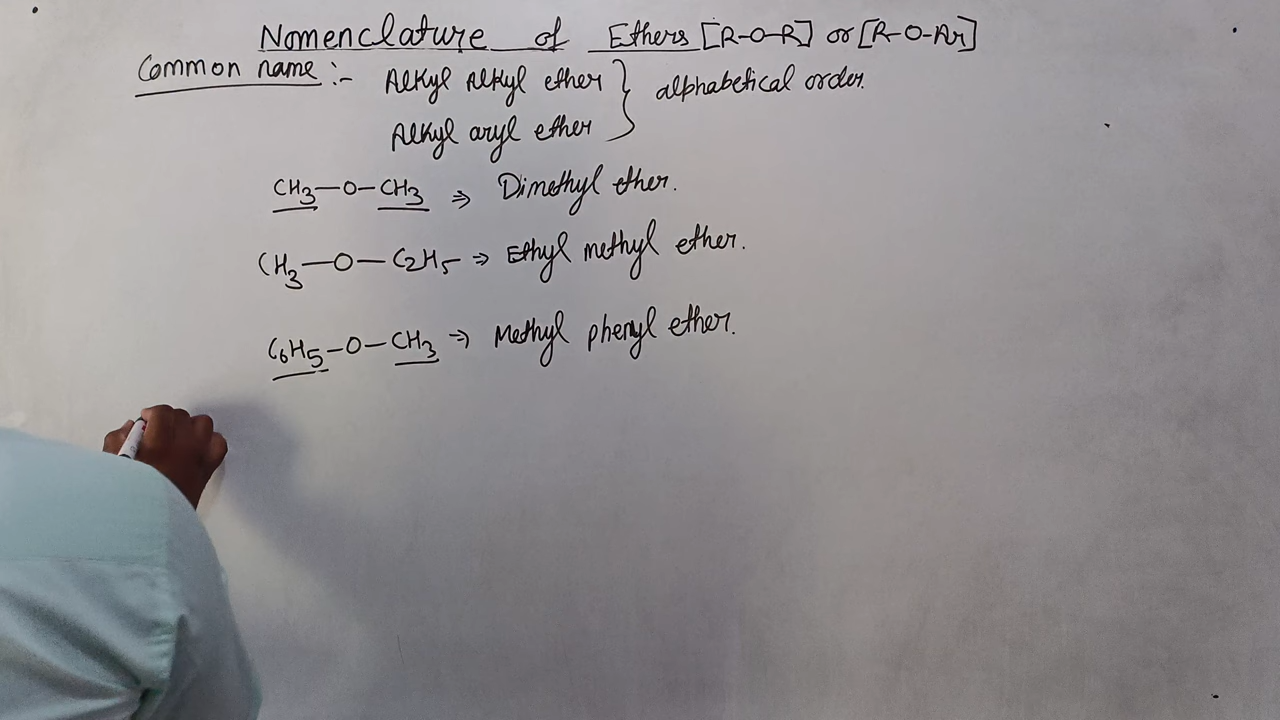 Nomenclature of Ethers [R-O-R] or [R-O-Ar]
Common name :- Alkyl Alkyl ether } alphabetical order.
Alkyl aryl ether
CH3-O-CH3 ⇒ Dimethyl ether.
CH3-O-C2H5 ⇒ Ethyl methyl ether.
C6H5-O-CH3 → Methyl phenyl ether.